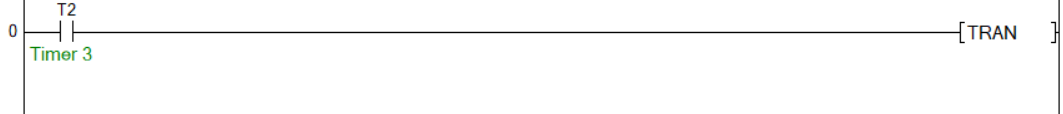 T2
0 [TRAN ]
Timer 3